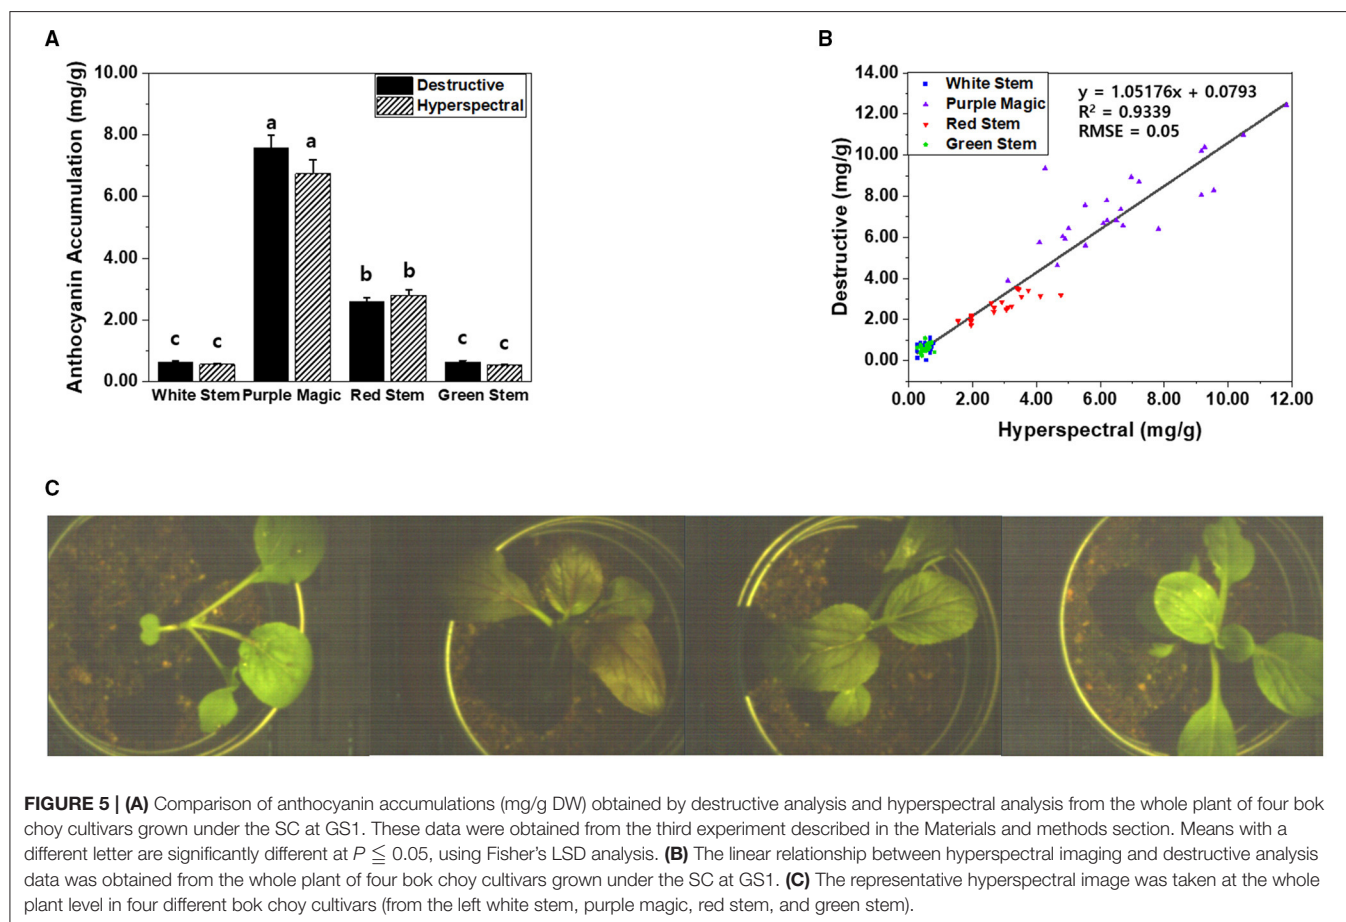 A
Anthocyanin Accumulation (mg/g)
10.00
8.00
6.00
4.00
2.00
0.00
Destructive
Hyperspectral
c
c
a
a
b
b
c
c
White Stem
Purple Magic
Red Stem
Green Stem
B
Destructive (mg/g)
14.00
12.00
10.00
8.00
6.00
4.00
2.00
0.00
White Stem
Purple Magic
Red Stem
Green Stem
y = 1.05176x + 0.0793
R² = 0.9339
RMSE = 0.05
0.00
2.00
4.00
6.00
8.00
10.00
12.00
Hyperspectral (mg/g)
C
FIGURE 5 | (A) Comparison of anthocyanin accumulations (mg/g DW) obtained by destructive analysis and hyperspectral analysis from the whole plant of four bok
choy cultivars grown under the SC at GS1. These data were obtained from the third experiment described in the Materials and methods section. Means with a
different letter are significantly different at P ≦ 0.05, using Fisher's LSD analysis. (B) The linear relationship between hyperspectral imaging and destructive analysis
data was obtained from the whole plant of four bok choy cultivars grown under the SC at GS1. (C) The representative hyperspectral image was taken at the whole
plant level in four different bok choy cultivars (from the left white stem, purple magic, red stem, and green stem).